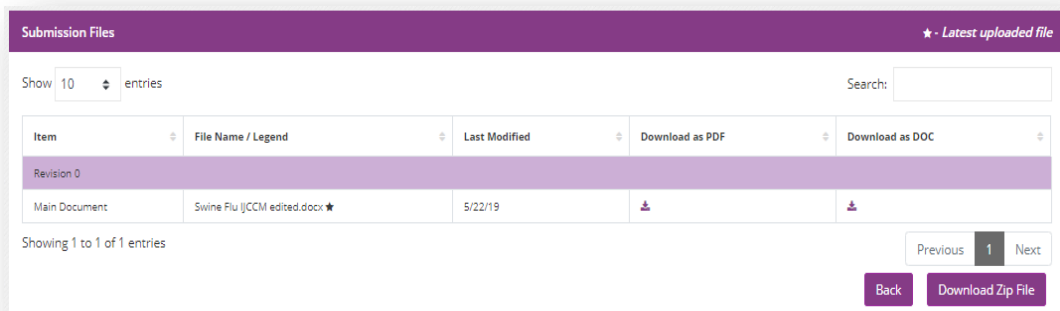 Submission Files ★ - Latest uploaded file
Show 10 entries Search:
Item File Name / Legend Last Modified Download as PDF Download as DOC
Revision 0
Main Document Swine Flu IJCCM edited.docx ★ 5/22/19
Showing 1 to 1 of 1 entries
Previous 1 Next
Back Download Zip File